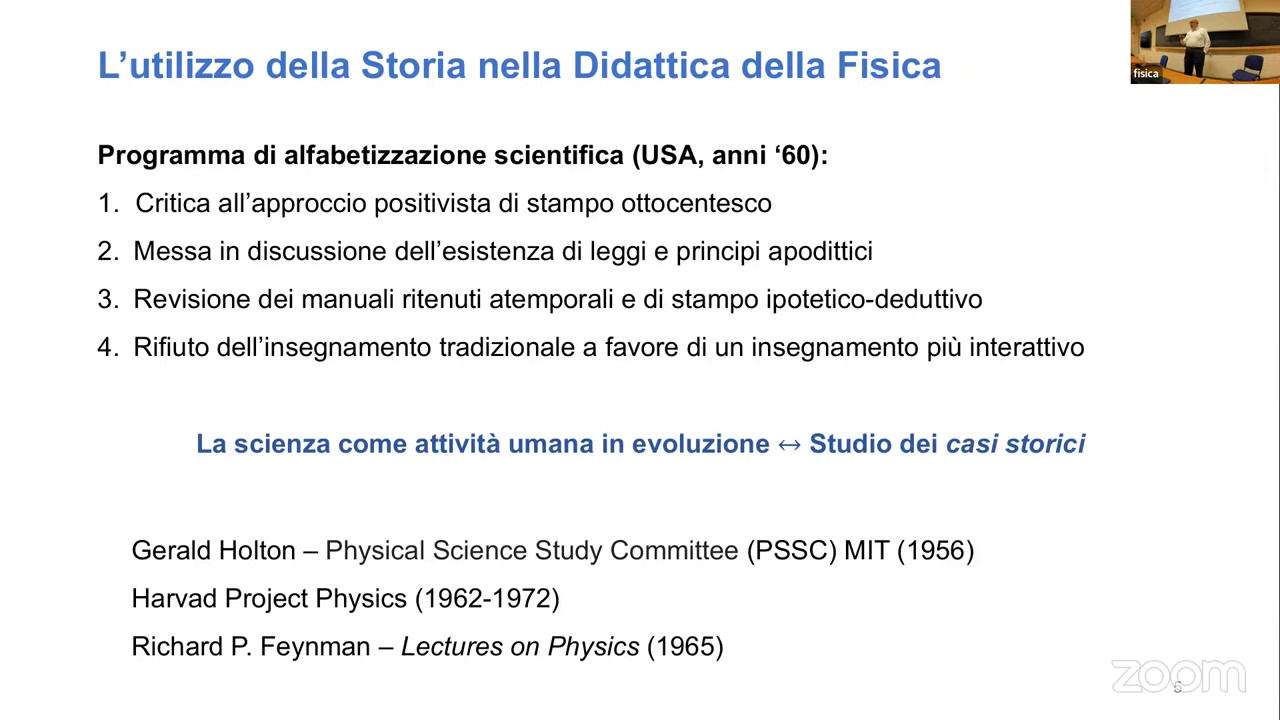 L’utilizzo della Storia nella Didattica della Fisica
fisica
Programma di alfabetizzazione scientifica (USA, anni ‘60):
1. Critica all’approccio positivista di stampo ottocentesco
2. Messa in discussione dell’esistenza di leggi e principi apodittici
3. Revisione dei manuali ritenuti atemporali e di stampo ipotetico-deduttivo
4. Rifiuto dell’insegnamento tradizionale a favore di un insegnamento più interattivo
La scienza come attività umana in evoluzione ↔ Studio dei casi storici
Gerald Holton – Physical Science Study Committee (PSSC) MIT (1956)
Harvad Project Physics (1962-1972)
Richard P. Feynman – Lectures on Physics (1965)
zoom